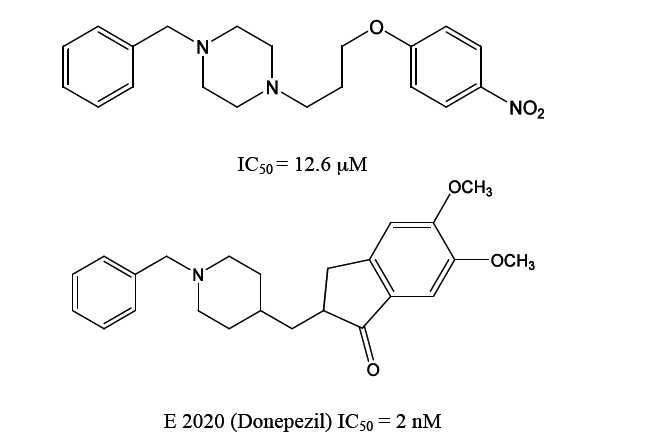 N
N
O
NO₂
IC₅₀ = 12.6 μM
OCH₃
OCH₃
N
O
E 2020 (Donepezil) IC₅₀ = 2 nM